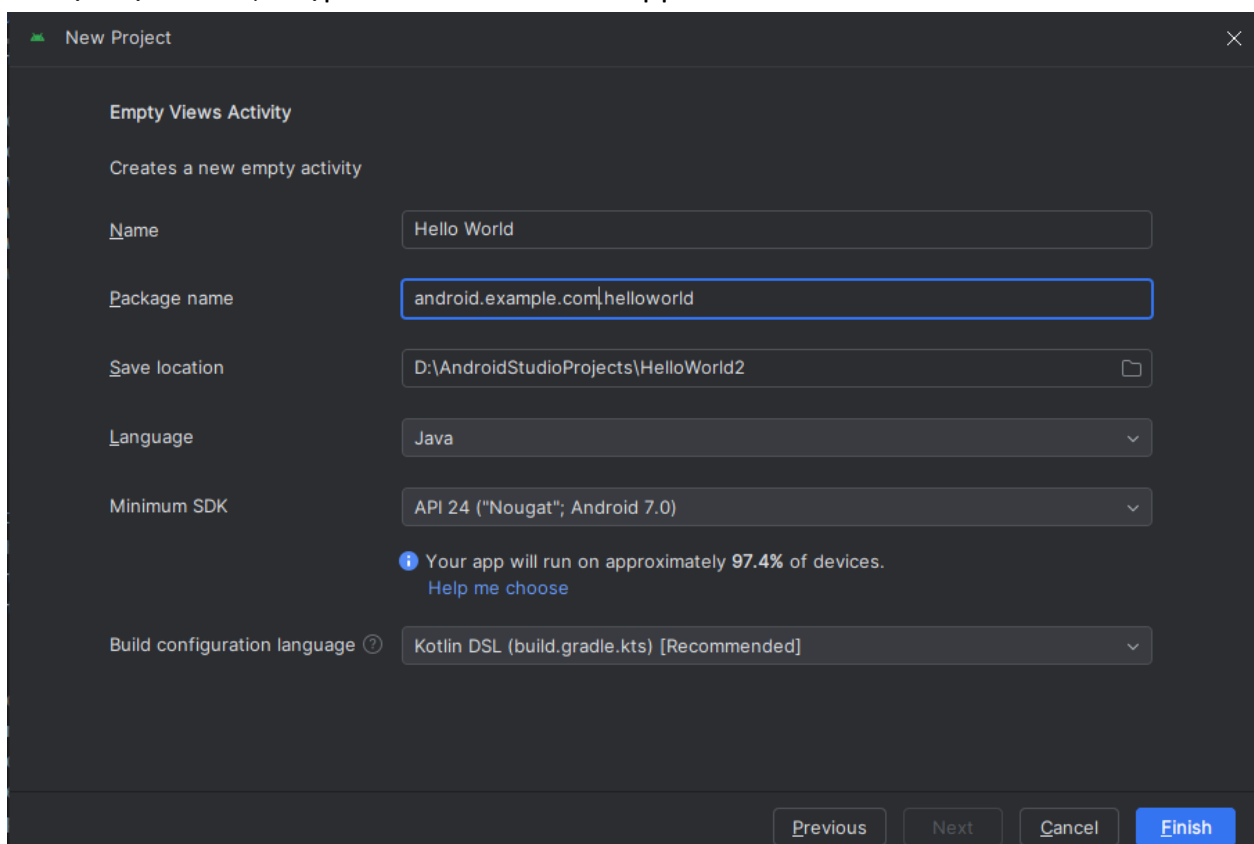 New Project
Empty Views Activity
Creates a new empty activity
Name
Hello World
Package name
android.example.com.helloworld
Save location
D:\AndroidStudioProjects\HelloWorld2
Language
Java
Minimum SDK
API 24 ("Nougat"; Android 7.0)
Your app will run on approximately 97.4% of devices.
Help me choose
Build configuration language
Kotlin DSL (build.gradle.kts) [Recommended]
Previous Next Cancel Finish